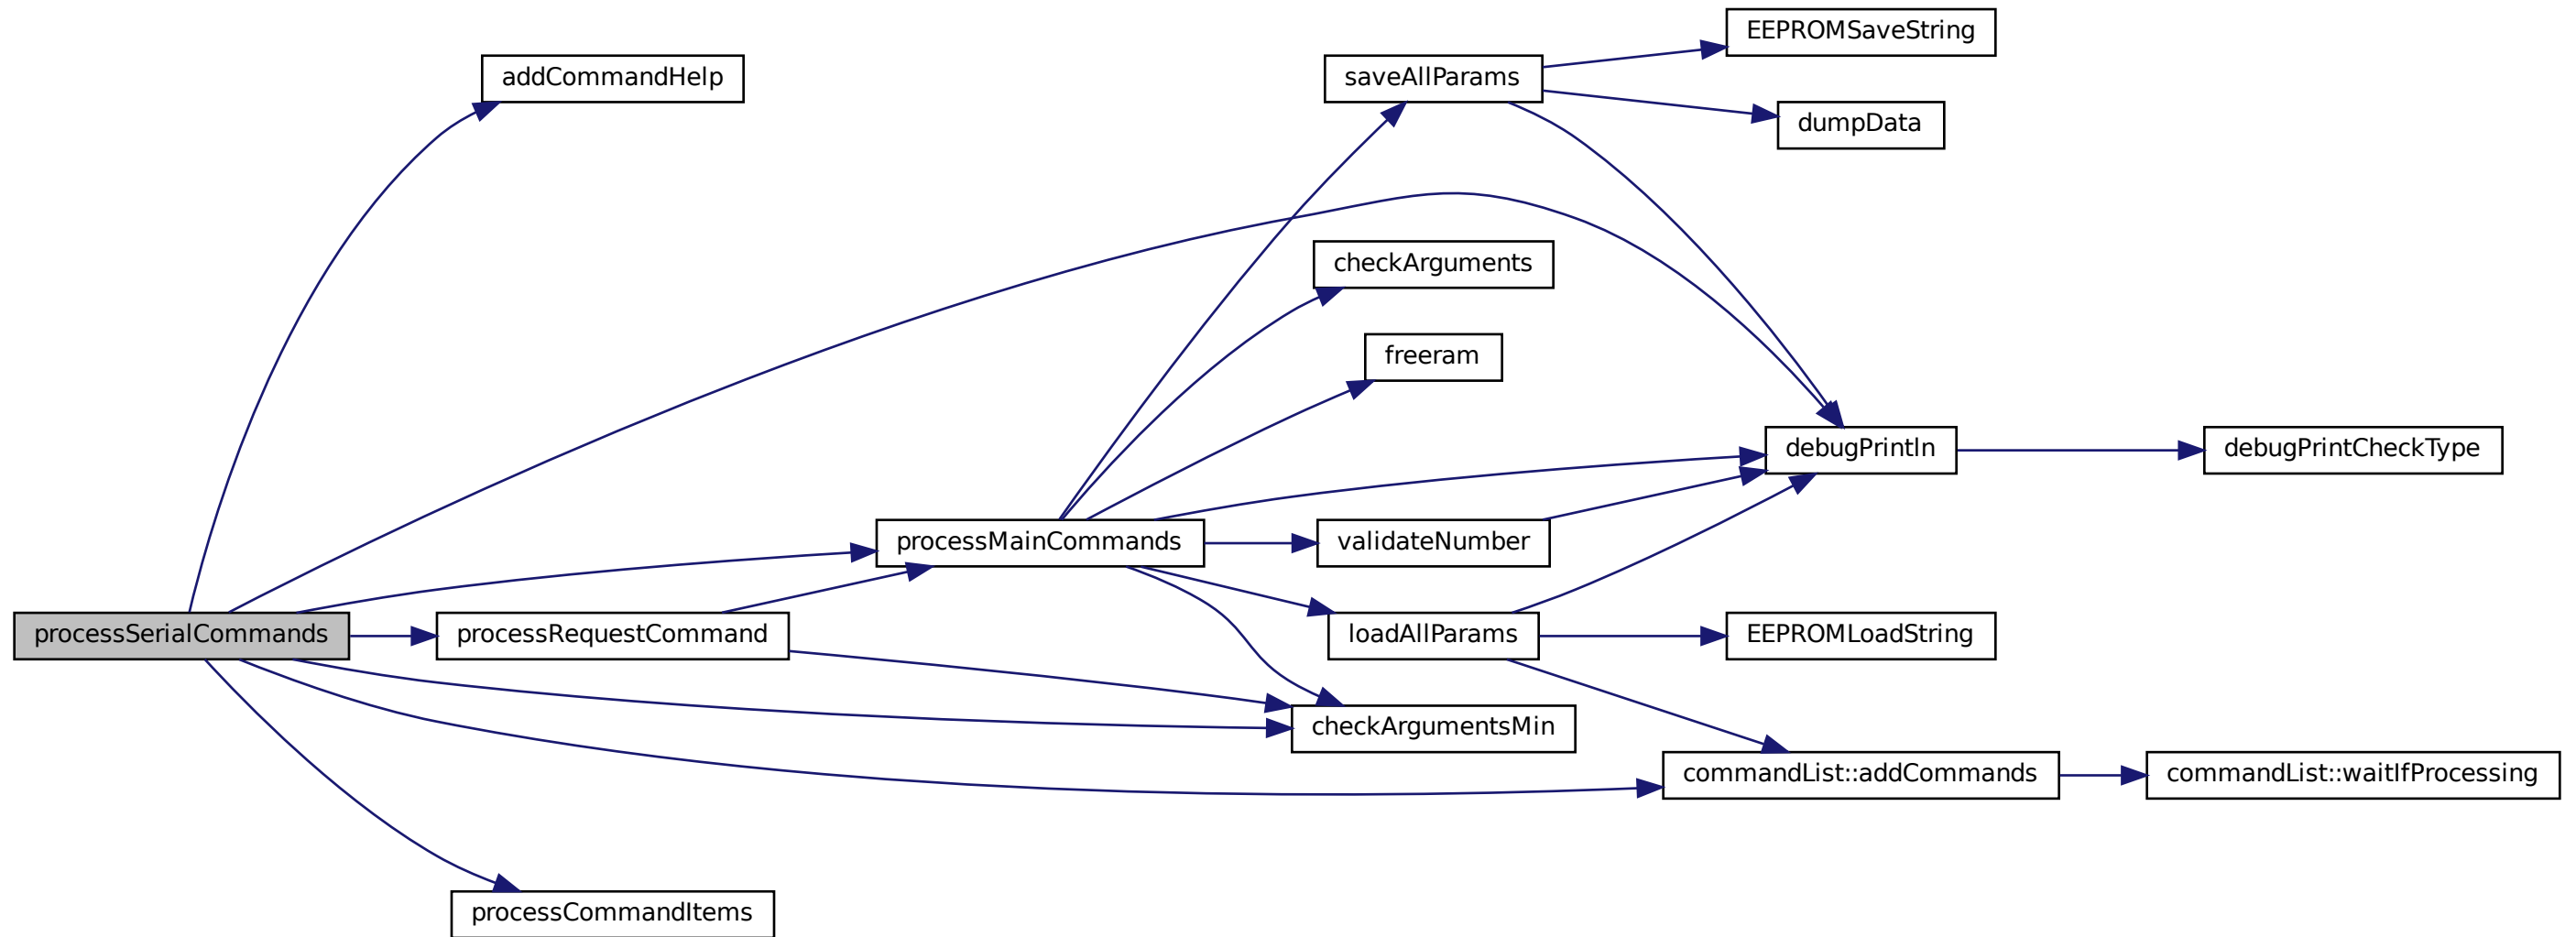 EEPROMSaveString
addCommandHelp
saveAllParams
dumpData
checkArguments
freeram
debugPrintln
debugPrintCheckType
processMainCommands
validateNumber
processSerialCommands
processRequestCommand
loadAllParams
EEPROMLoadString
checkArgumentsMin
commandList::addCommands
commandList::waitIfProcessing
processCommandItems